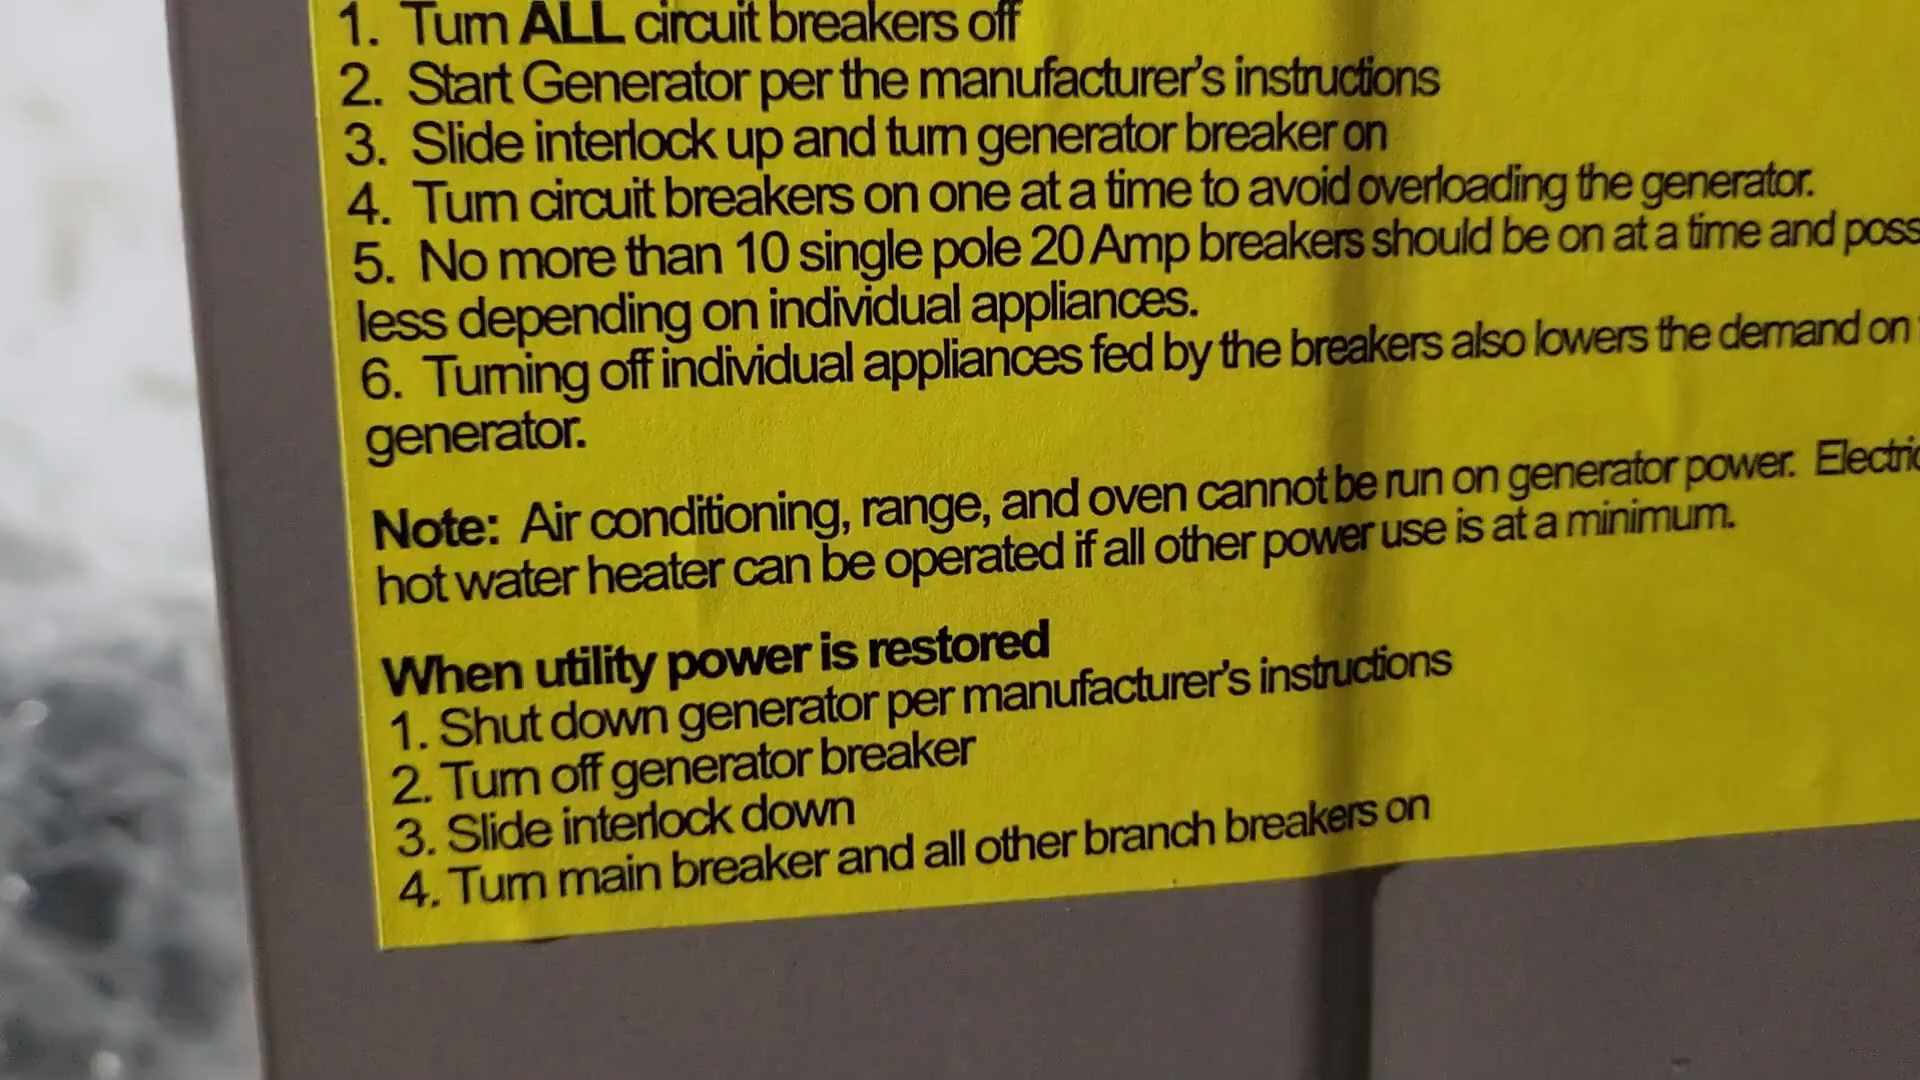 1. Turn ALL circuit breakers off
2. Start Generator per the manufacturer's instructions
3. Slide interlock up and turn generator breaker on
4. Turn circuit breakers on one at a time to avoid overloading the generator.
5. No more than 10 single pole 20 Amp breakers should be on at a time and poss
less depending on individual appliances.
6. Turning off individual appliances fed by the breakers also lowers the demand on
generator.
Note: Air conditioning, range, and oven cannot be run on generator power. Electric
hot water heater can be operated if all other power use is at a minimum.
When utility power is restored
1. Shut down generator per manufacturer's instructions
2. Turn off generator breaker
3. Slide interlock down
4. Turn main breaker and all other branch breakers on